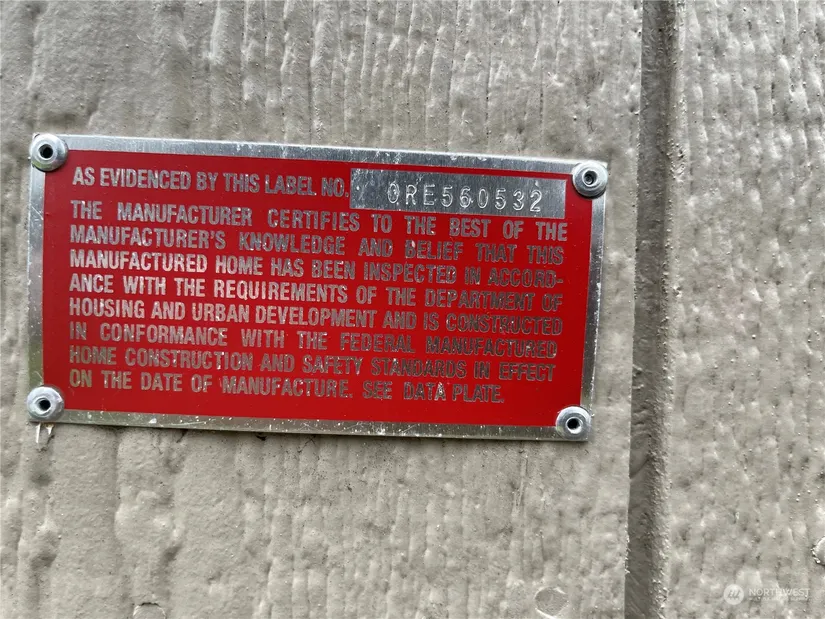 AS EVIDENCED BY THIS LABEL NO. ORE560532
THE MANUFACTURER CERTIFIES TO THE BEST OF THE
MANUFACTURER'S KNOWLEDGE AND BELIEF THAT THIS
MANUFACTURED HOME HAS BEEN INSPECTED IN ACCORD-
ANCE WITH THE REQUIREMENTS OF THE DEPARTMENT OF
HOUSING AND URBAN DEVELOPMENT AND IS CONSTRUCTED
IN CONFORMANCE WITH THE FEDERAL MANUFACTURED
HOME CONSTRUCTION AND SAFETY STANDARDS IN EFFECT
ON THE DATE OF MANUFACTURE. SEE DATA PLATE.
NORTHWEST